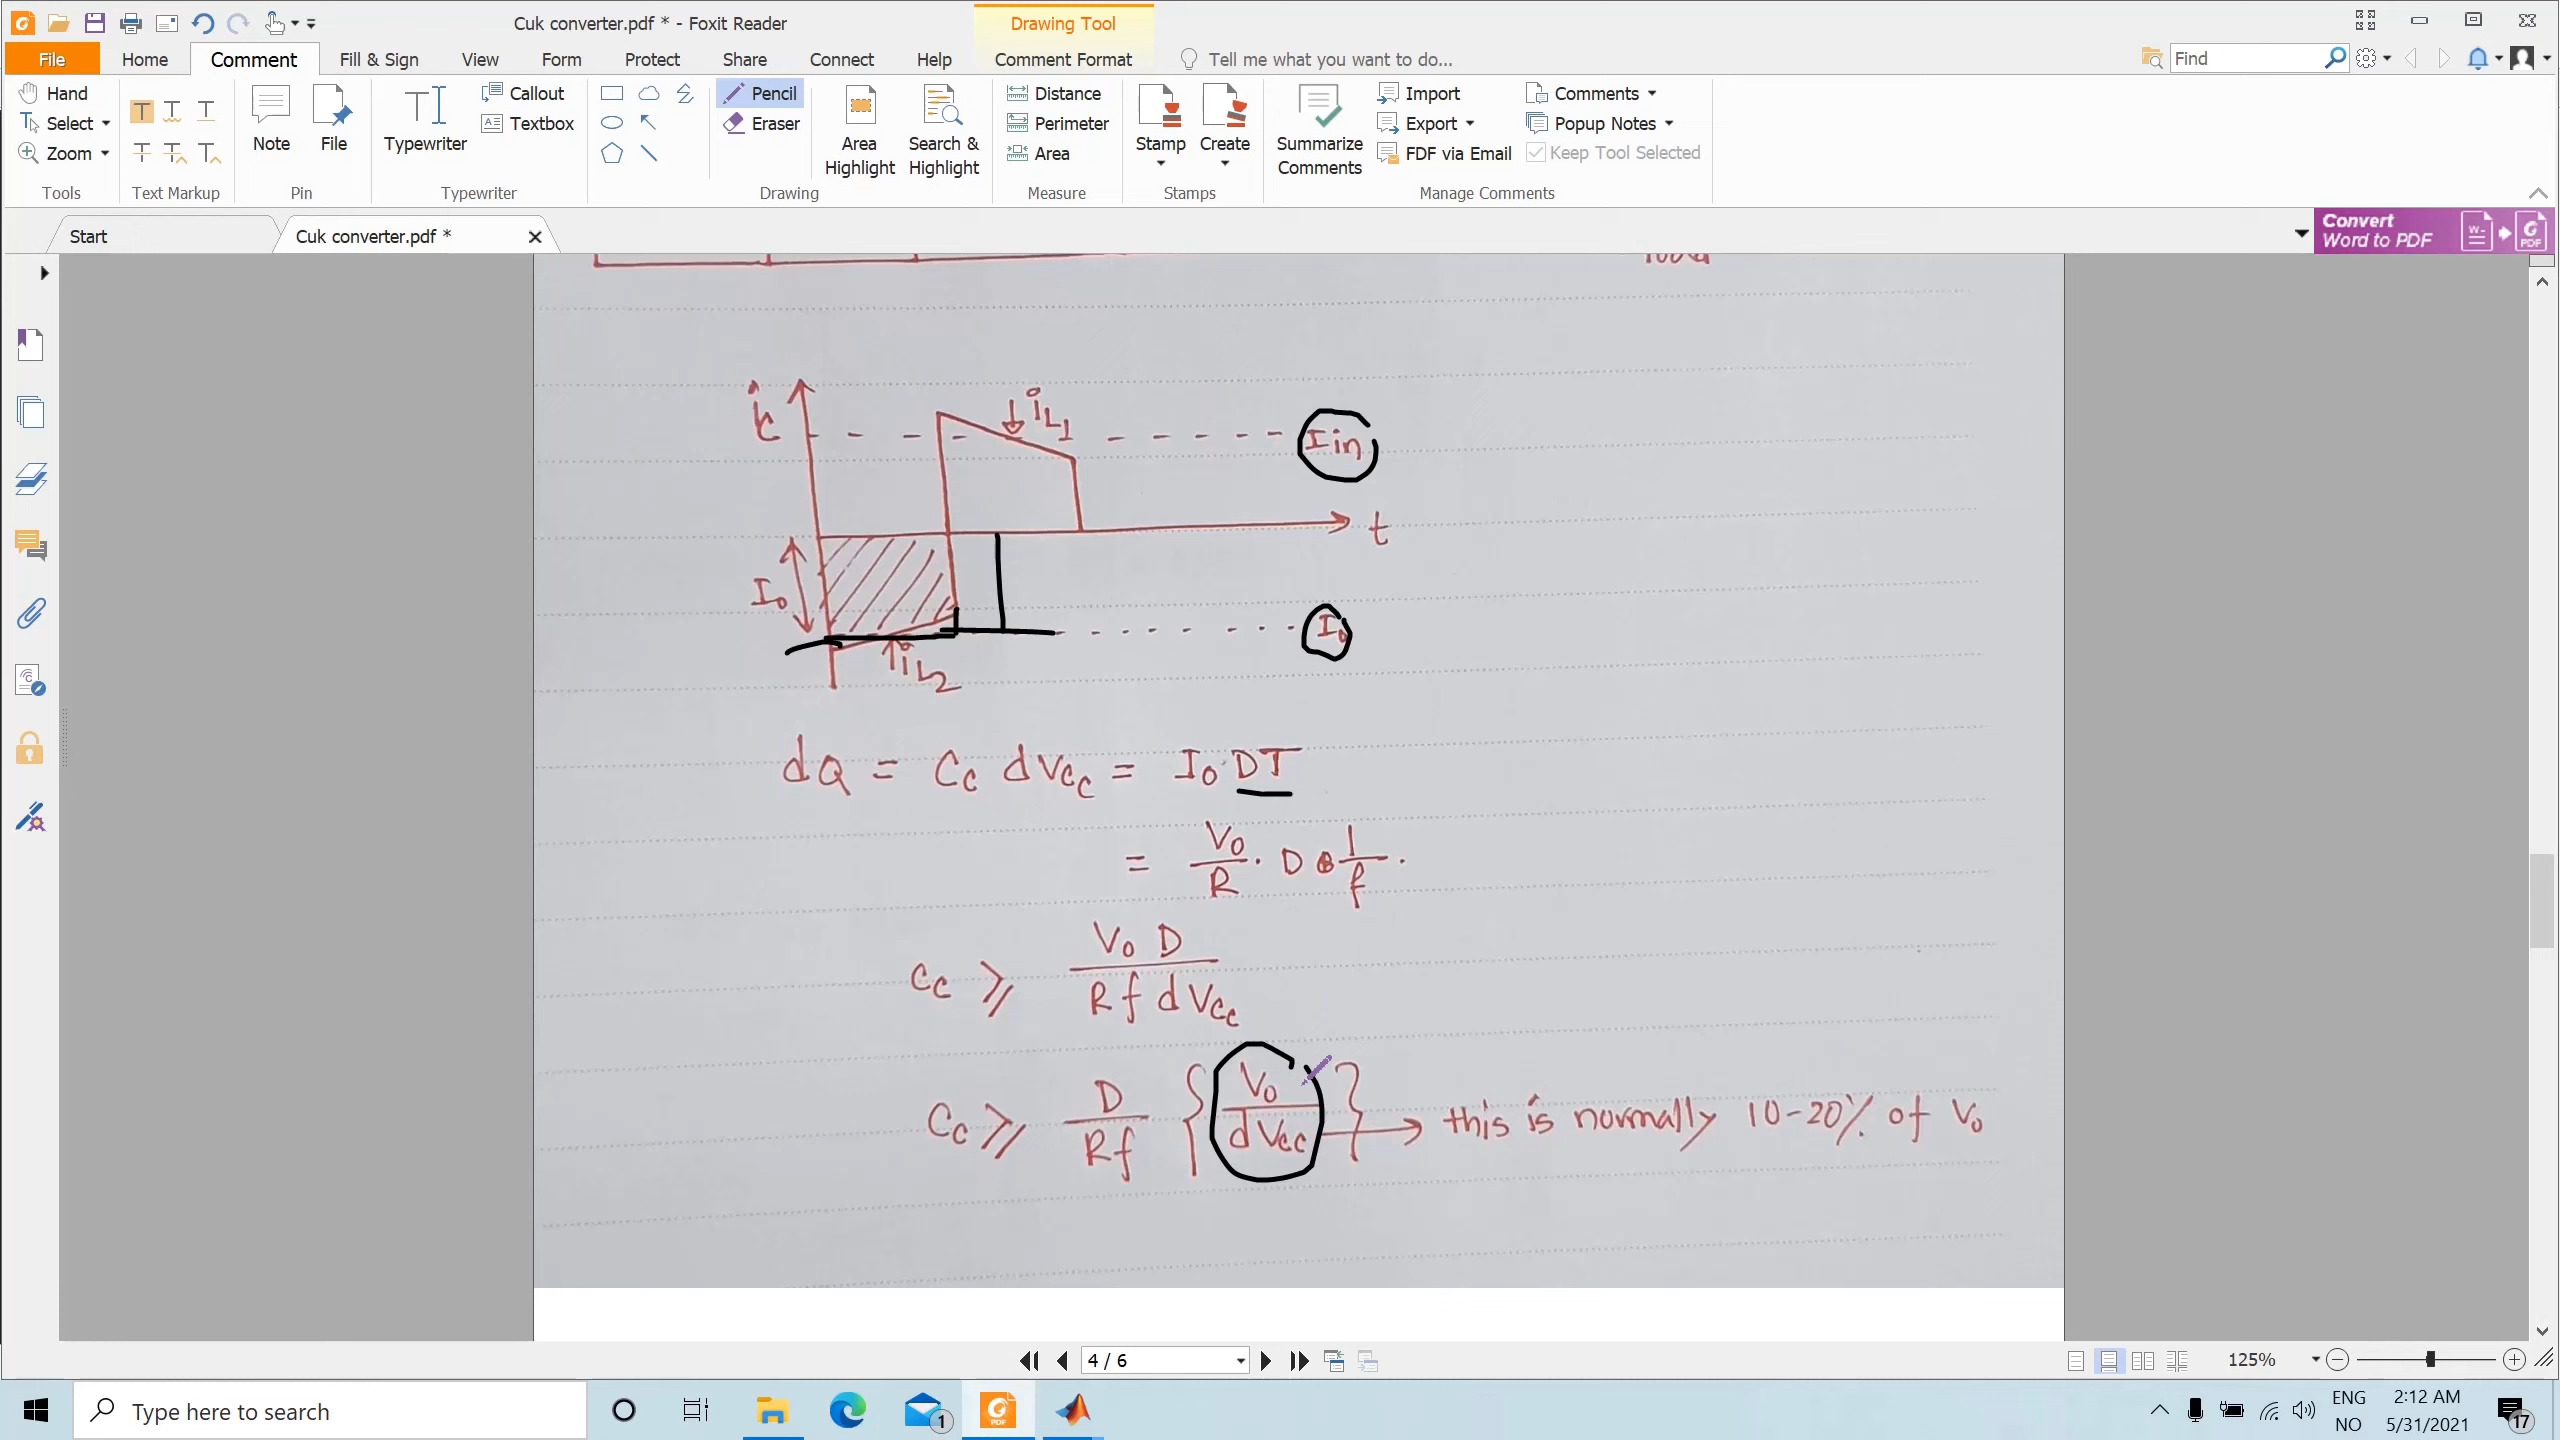 Cuk converter.pdf * - Foxit Reader
Drawing Tool
File Home Comment Fill & Sign View Form Protect Share Connect Help Comment Format Tell me what you want to do... Find
Hand
Select
Zoom
Tools
Text Markup
Note
File
Pin
Typewriter
Callout
Textbox
Typewriter
Pencil
Eraser
Area Highlight
Search & Highlight
Drawing
Distance
Perimeter
Area
Measure
Stamp
Create
Stamps
Summarize Comments
Import
Export
FDF via Email
Comments
Popup Notes
Keep Tool Selected
Manage Comments
Start
Cuk converter.pdf *
Convert
Word to PDF
ic
iL1
Iin
t
Io
Io
iL2
dQ = Cc dVcc = Io DT
= Vo/R · D · 1/f ·
Cc ⩾ Vo D / R f dVcc
Cc ⩾ D/Rf { Vo/dVcc } → this is normally 10-20% of Vo
4 / 6
125%
Type here to search
1
ENG
NO
2:12 AM
5/31/2021
17